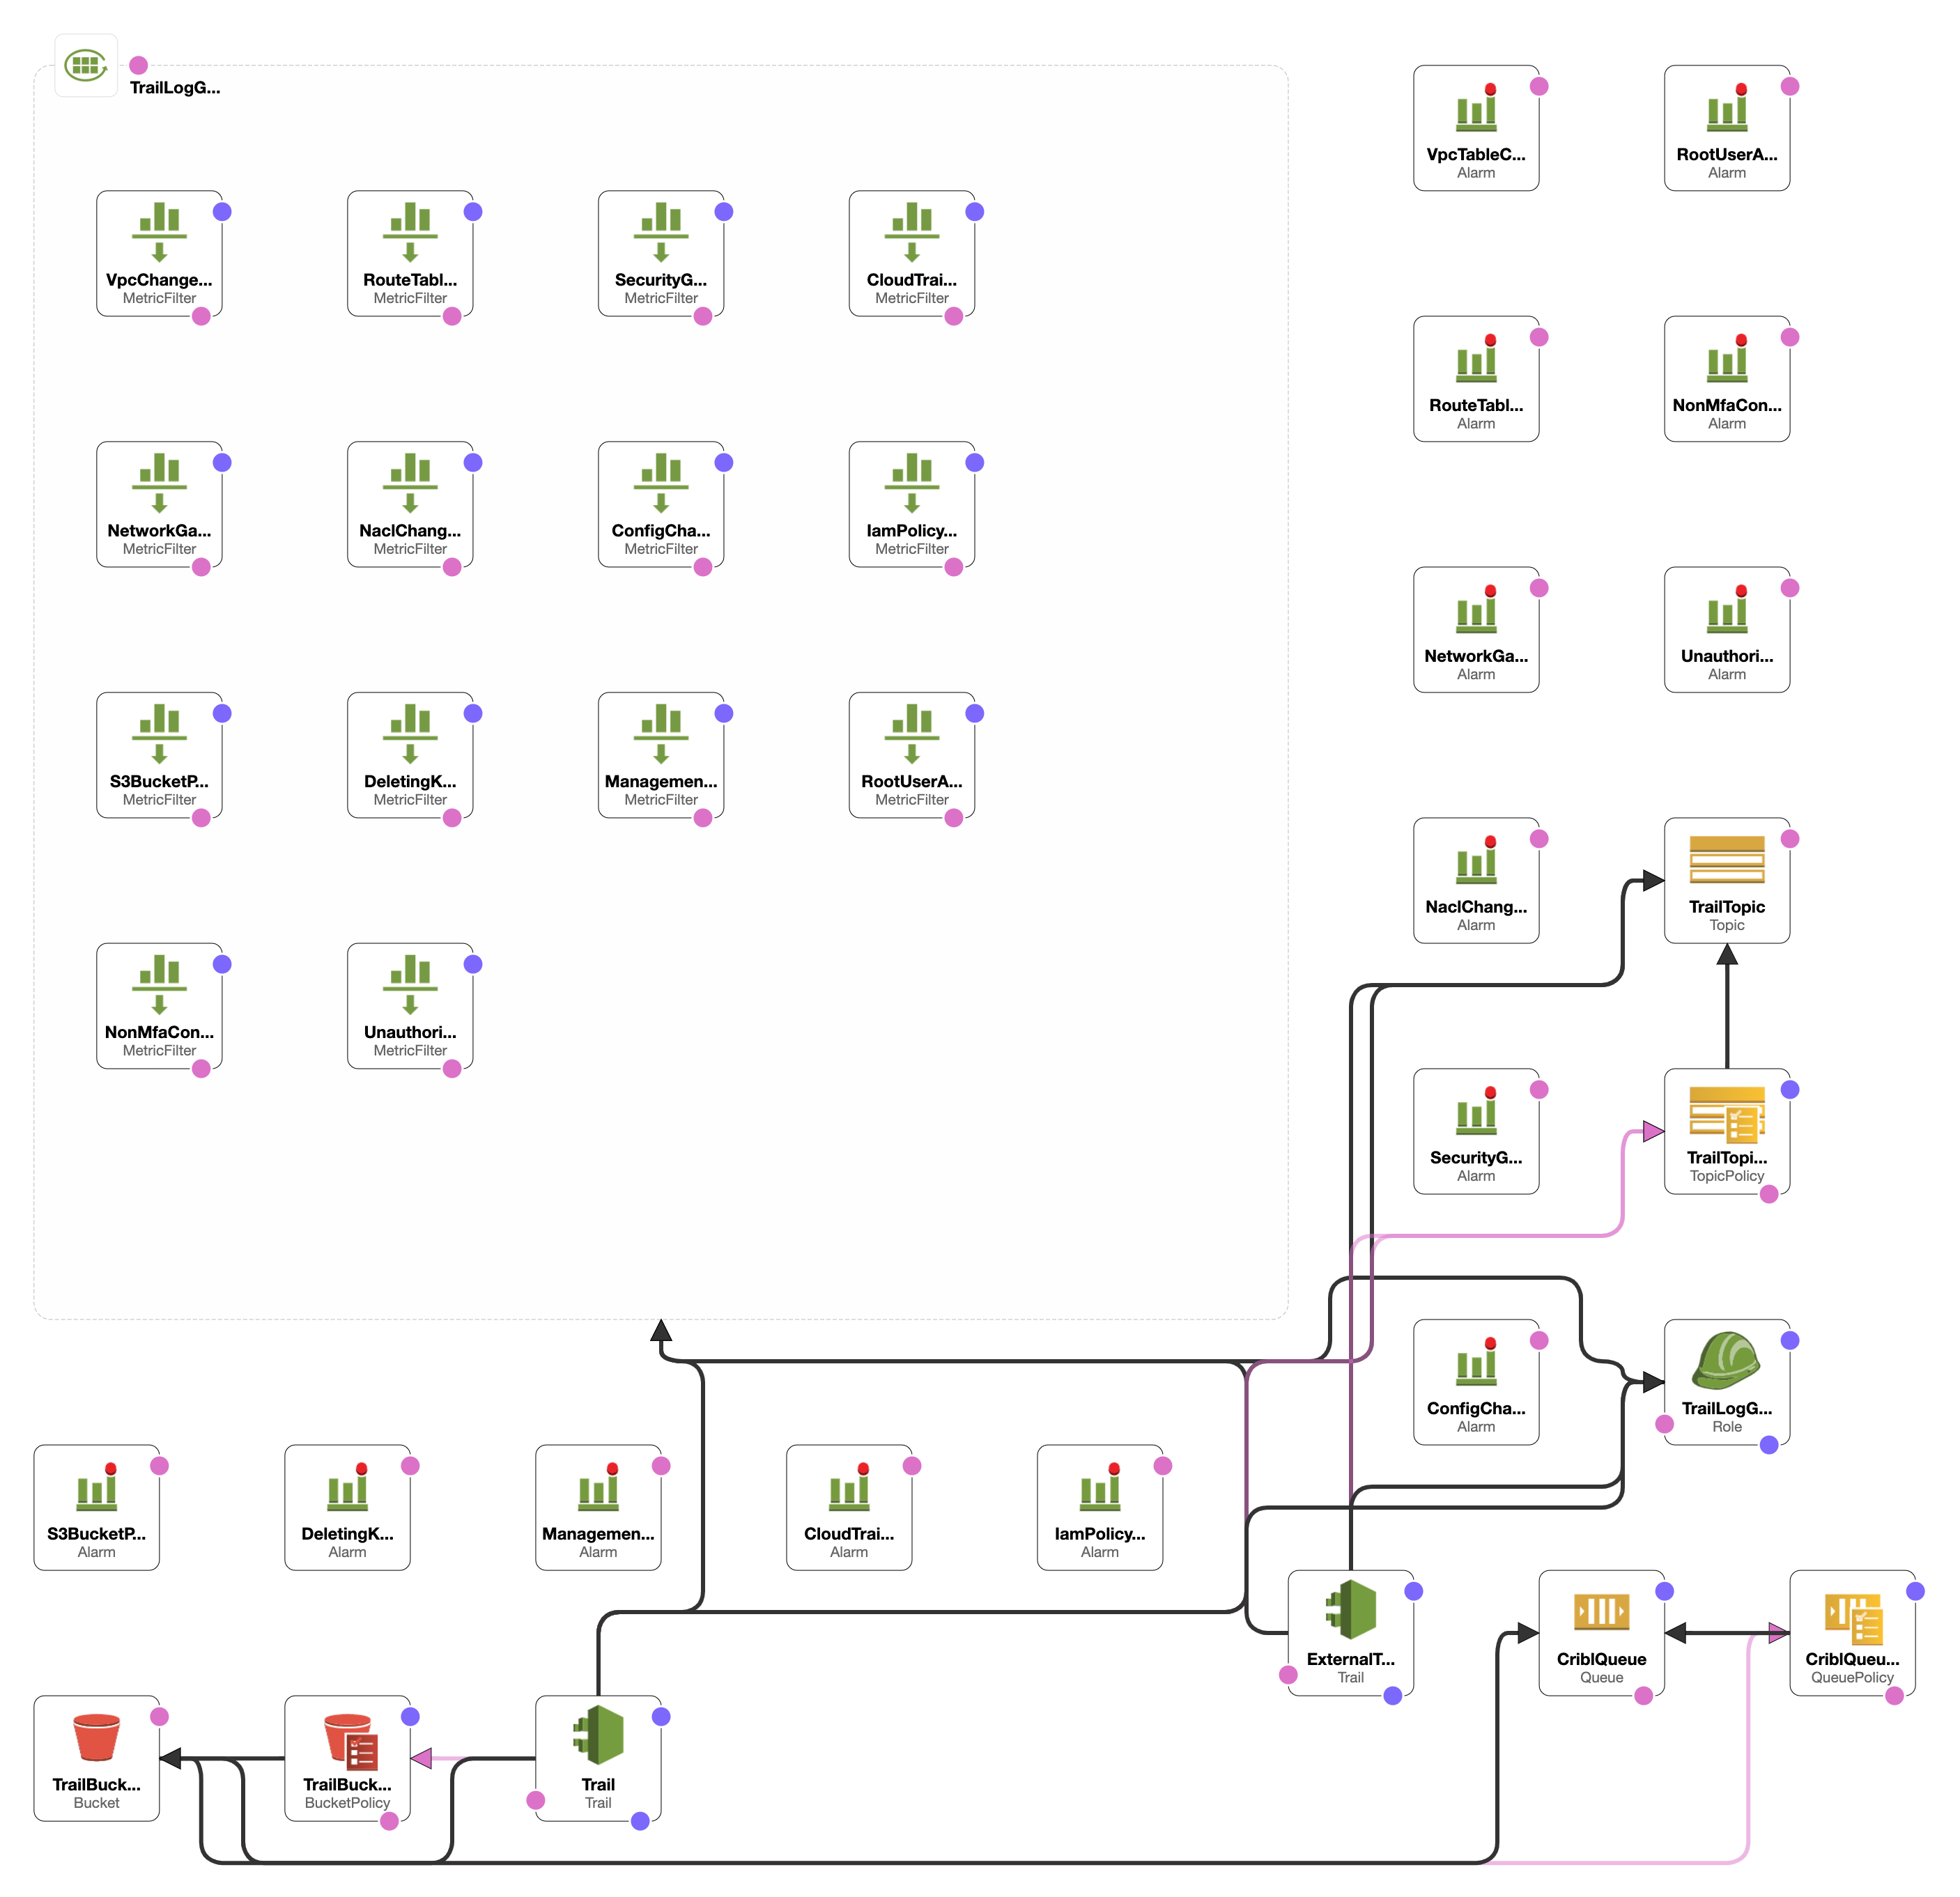 TrailLogG...
VpcTableC...
Alarm
RootUserA...
Alarm
VpcChange...
MetricFilter
RouteTabl...
MetricFilter
SecurityG...
MetricFilter
CloudTrai...
MetricFilter
RouteTabl...
Alarm
NonMfaCon...
Alarm
NetworkGa...
MetricFilter
NaclChang...
MetricFilter
ConfigCha...
MetricFilter
IamPolicy...
MetricFilter
NetworkGa...
Alarm
Unauthori...
Alarm
S3BucketP...
MetricFilter
DeletingK...
MetricFilter
Managemen...
MetricFilter
RootUserA...
MetricFilter
NaclChang...
Alarm
TrailTopic
Topic
NonMfaCon...
MetricFilter
Unauthori...
MetricFilter
SecurityG...
Alarm
TrailTopi...
TopicPolicy
ConfigCha...
Alarm
TrailLogG...
Role
S3BucketP...
Alarm
DeletingK...
Alarm
Managemen...
Alarm
CloudTrai...
Alarm
IamPolicy...
Alarm
ExternalT...
Trail
CriblQueue
Queue
CriblQueu...
QueuePolicy
TrailBuck...
Bucket
TrailBuck...
BucketPolicy
Trail
Trail